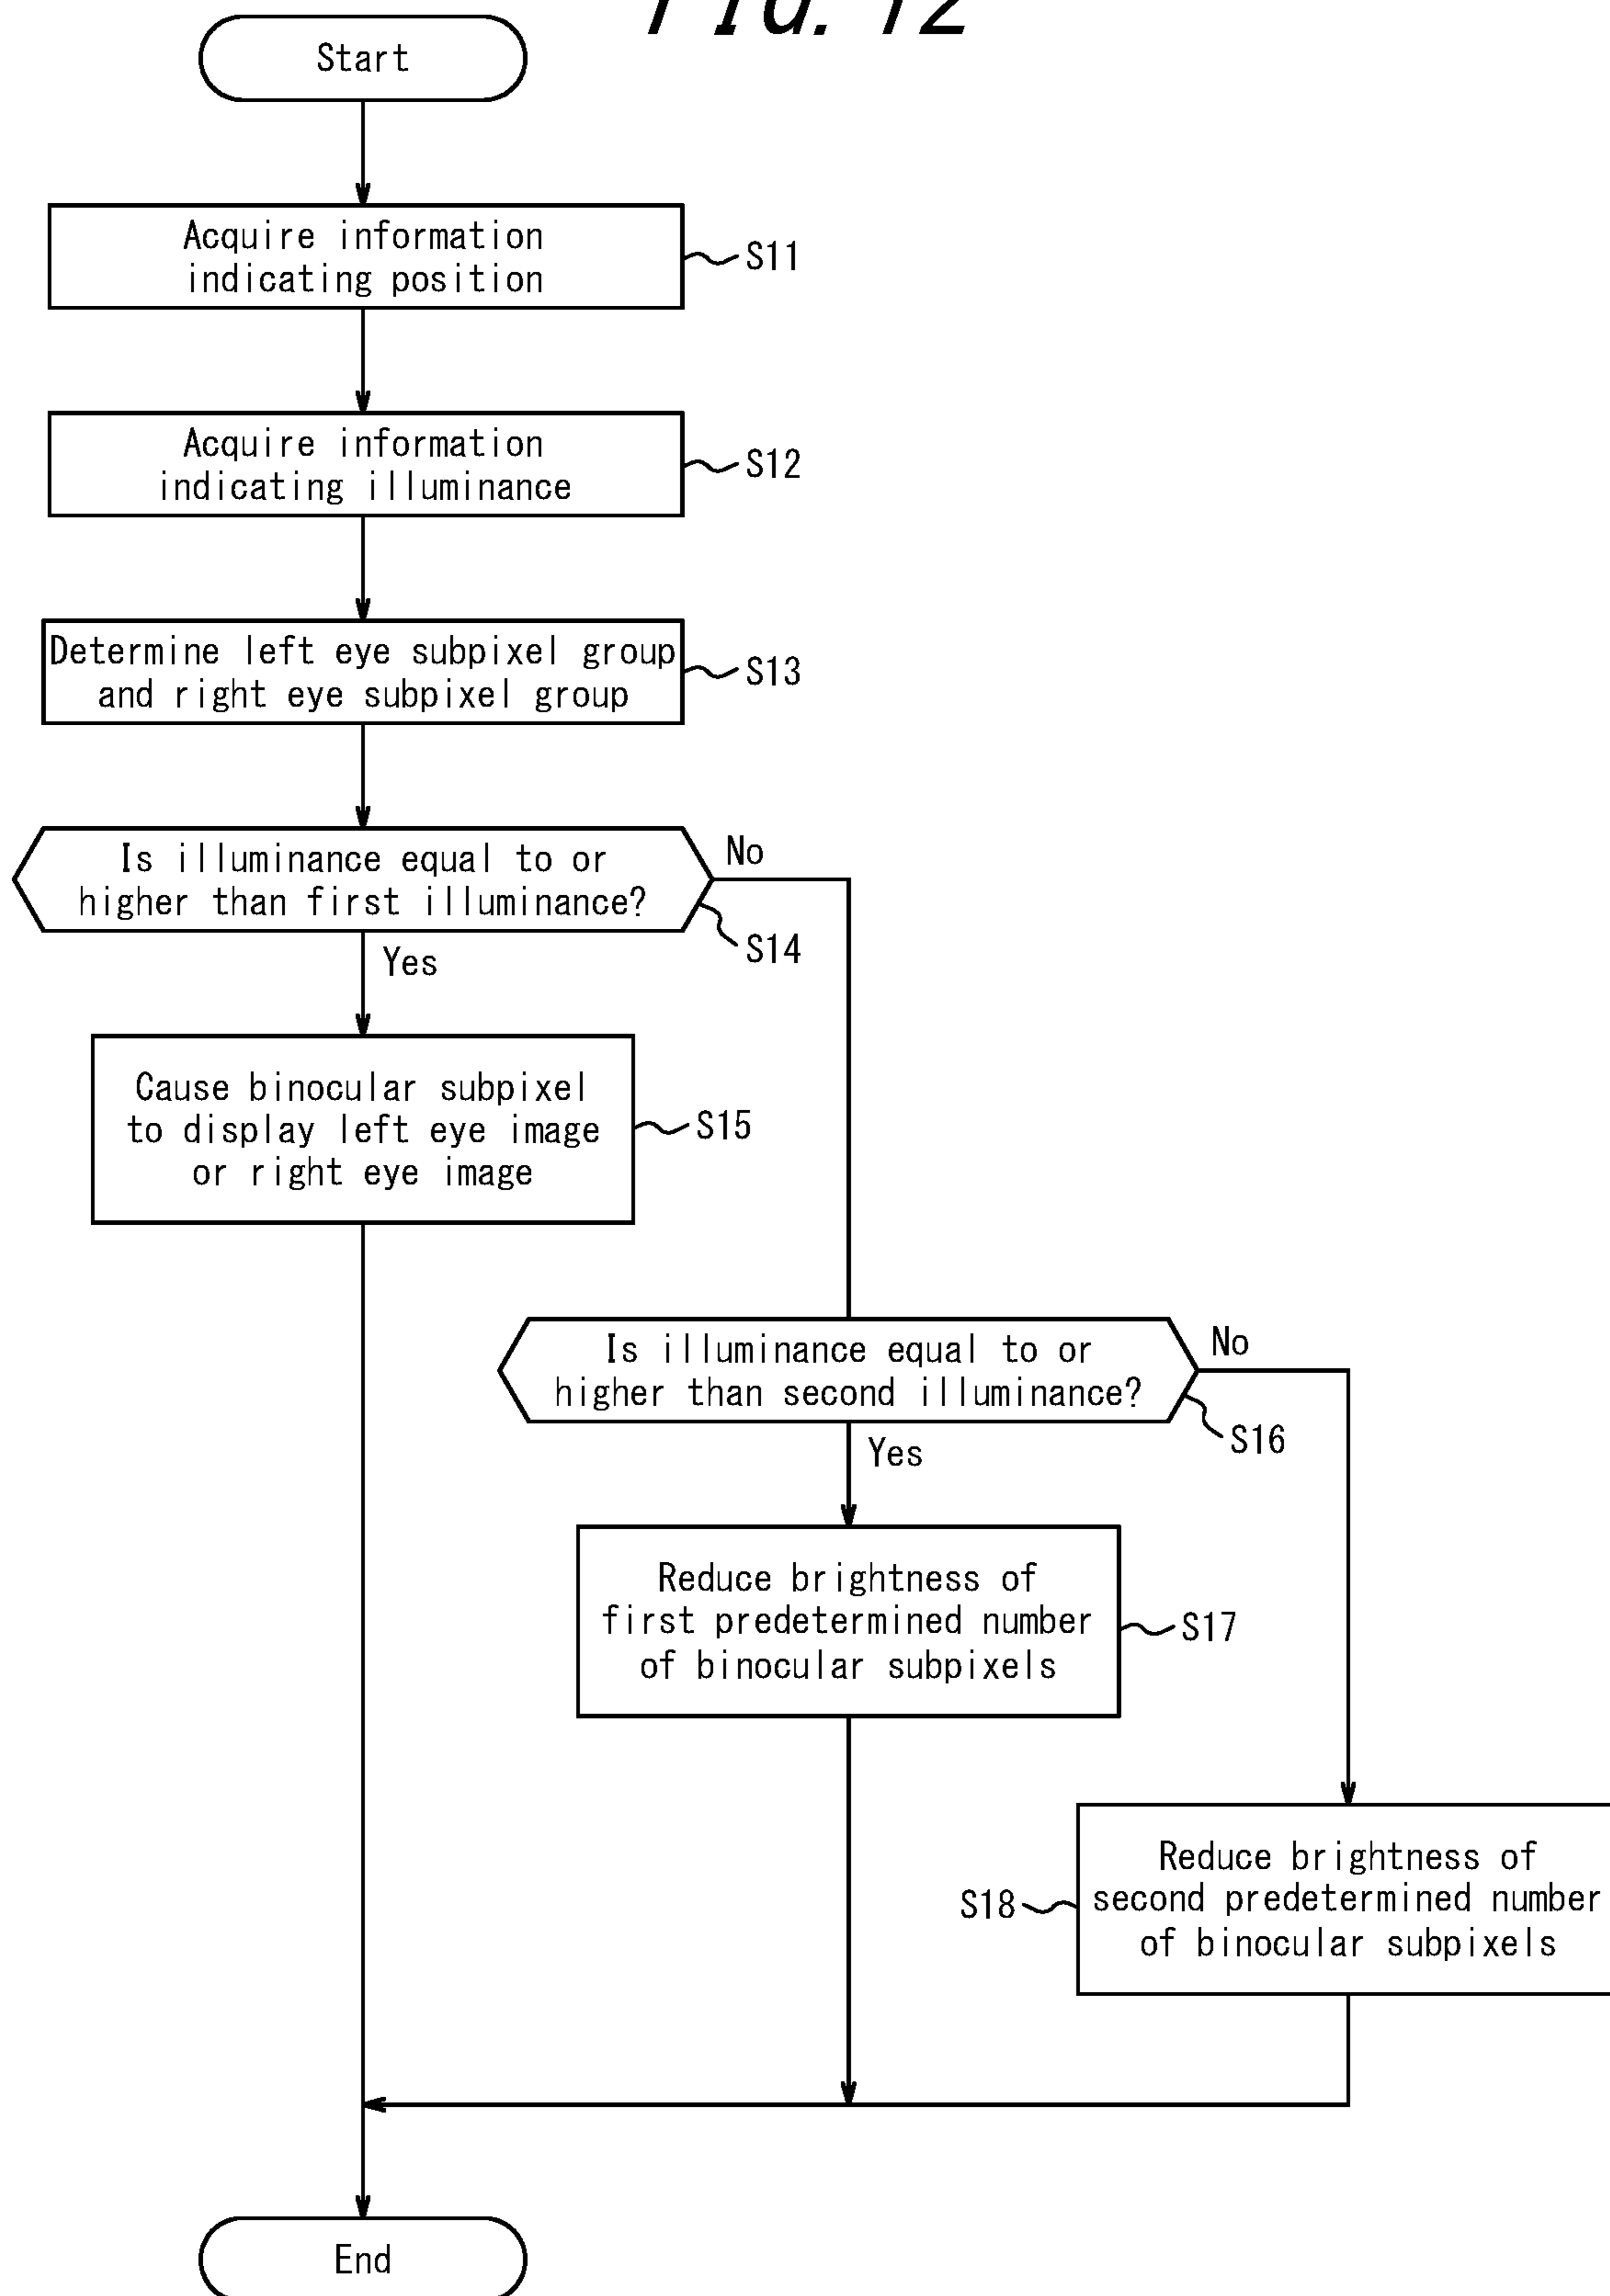 FIG. 12
Start
Acquire information
indicating position
S11
Acquire information
indicating illuminance
S12
Determine left eye subpixel group
and right eye subpixel group
S13
Is illuminance equal to or
higher than first illuminance?
No
S14
Yes
Cause binocular subpixel
to display left eye image
or right eye image
S15
Is illuminance equal to or
higher than second illuminance?
No
S16
Yes
Reduce brightness of
first predetermined number
of binocular subpixels
S17
Reduce brightness of
second predetermined number
of binocular subpixels
S18
End